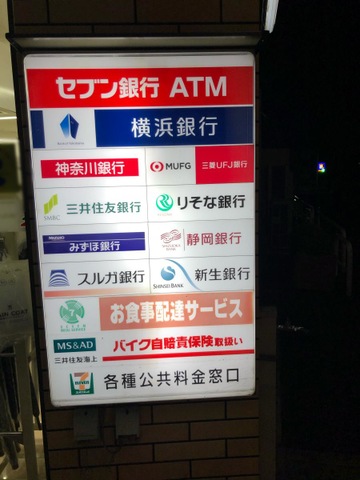 セブン銀行 ATM
横浜銀行
神奈川銀行 MUFG 三菱UFJ銀行
SMBC 三井住友銀行 りそな銀行
みずほ銀行 静岡銀行
スルガ銀行 SHINSEI BANK 新生銀行
お食事配達サービス
MS&AD
三井住友海上
バイク自賠責保険取扱い
各種公共料金窓口